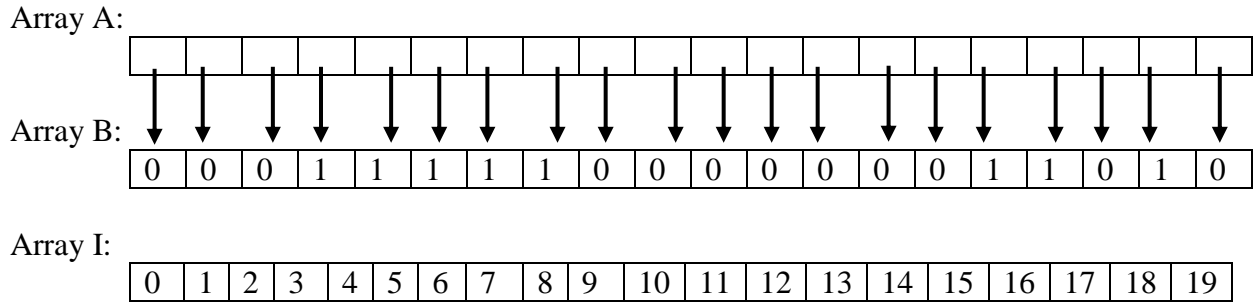 Array A:
Array B:
0 0 0 1 1 1 1 1 0 0 0 0 0 0 0 1 1 0 1 0
Array I:
0 1 2 3 4 5 6 7 8 9 10 11 12 13 14 15 16 17 18 19